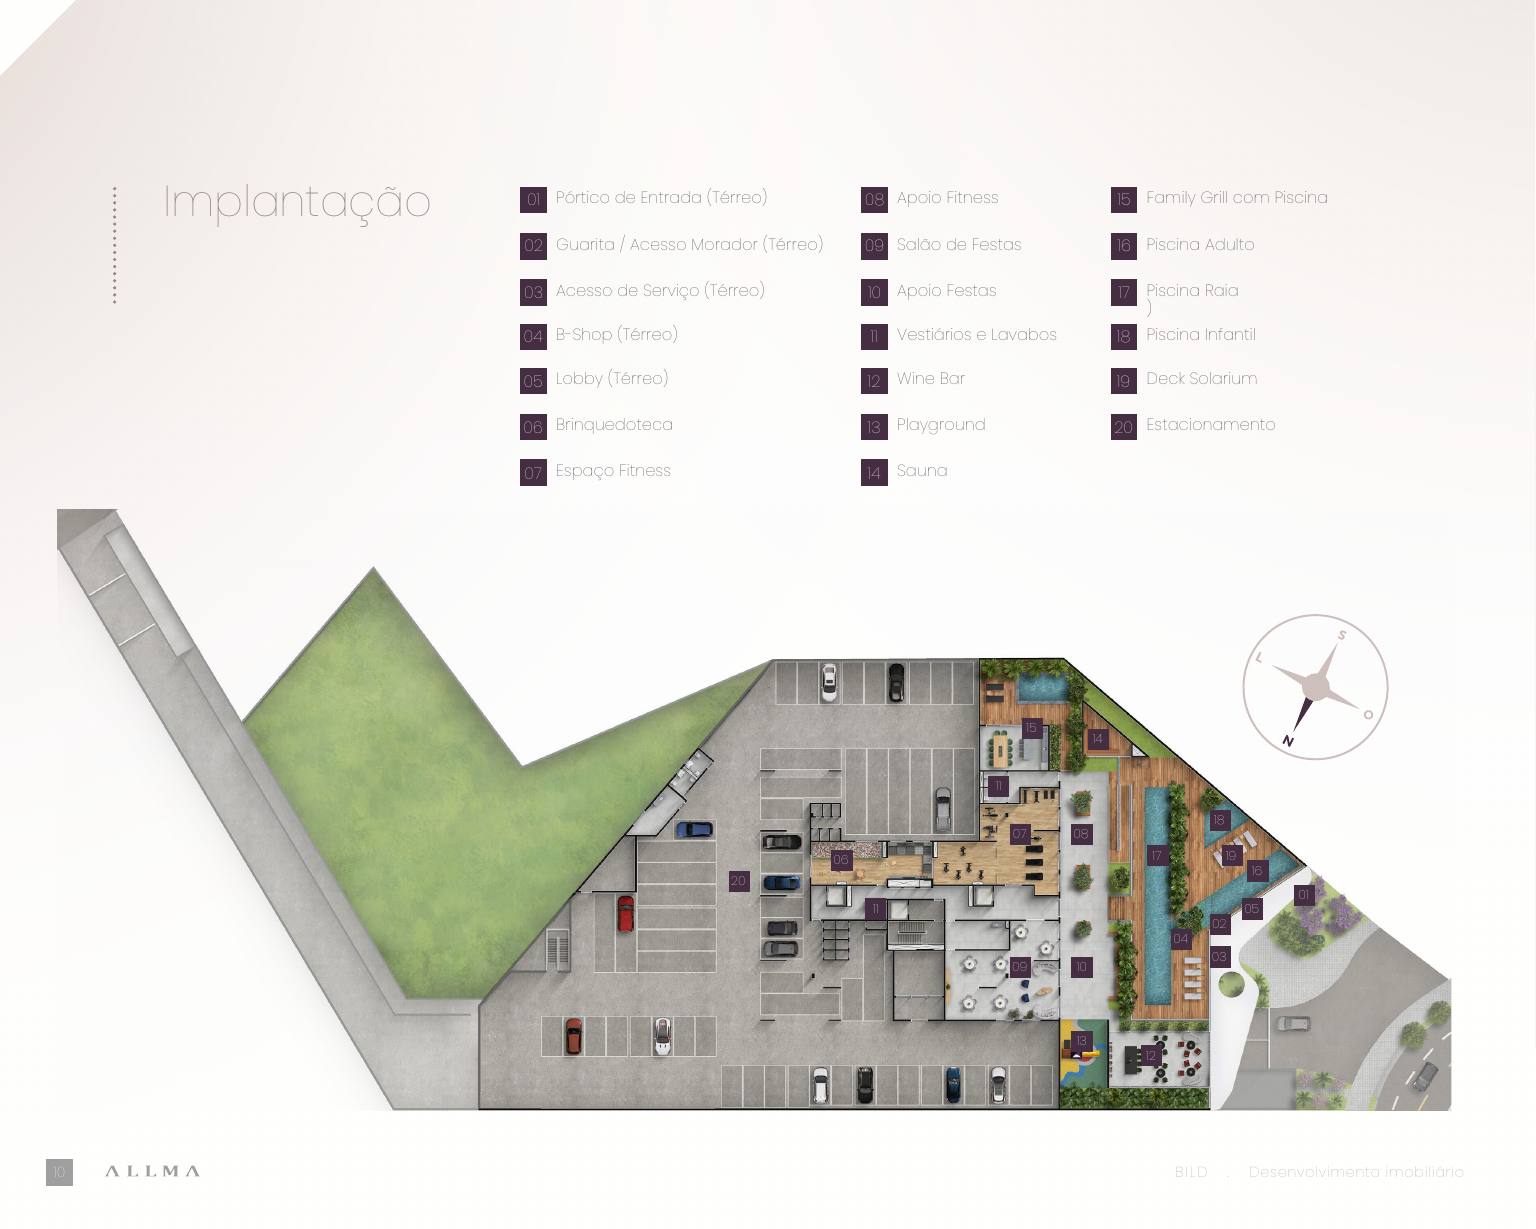 Implantação
01 Pórtico de Entrada (Térreo)
02 Guarita / Acesso Morador (Térreo)
03 Acesso de Serviço (Térreo)
04 B-Shop (Térreo)
05 Lobby (Térreo)
06 Brinquedoteca
07 Espaço Fitness
08 Apoio Fitness
09 Salão de Festas
10 Apoio Festas
11 Vestiários e Lavabos
12 Wine Bar
13 Playground
14 Sauna
15 Family Grill com Piscina
16 Piscina Adulto
17 Piscina Raia
)
18 Piscina Infantil
19 Deck Solarium
20 Estacionamento
S
L
O
N
15
14
11
07
08
18
06
17
19
16
20
01
11
05
02
04
03
09
10
13
12
10 ALLMA
BILD . Desenvolvimento imobiliário